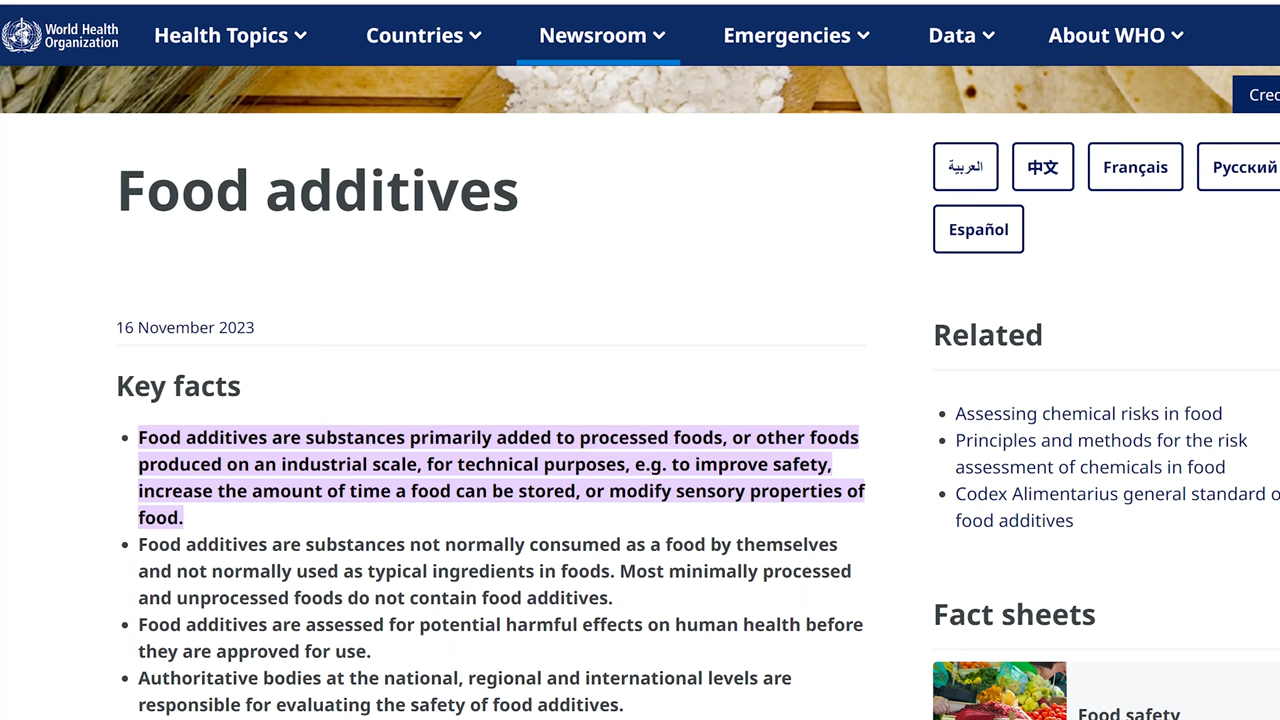 World Health
Organization
Health Topics
Countries
Newsroom
Emergencies
Data
About WHO
Food additives
16 November 2023
Key facts
Food additives are substances primarily added to processed foods, or other foods
produced on an industrial scale, for technical purposes, e.g. to improve safety,
increase the amount of time a food can be stored, or modify sensory properties of
food.
Food additives are substances not normally consumed as a food by themselves
and not normally used as typical ingredients in foods. Most minimally processed
and unprocessed foods do not contain food additives.
Food additives are assessed for potential harmful effects on human health before
they are approved for use.
Authoritative bodies at the national, regional and international levels are
responsible for evaluating the safety of food additives.
Cred
العربية
中文
Français
Русский
Español
Related
Assessing chemical risks in food
Principles and methods for the risk
assessment of chemicals in food
Codex Alimentarius general standard o
food additives
Fact sheets
Food safety